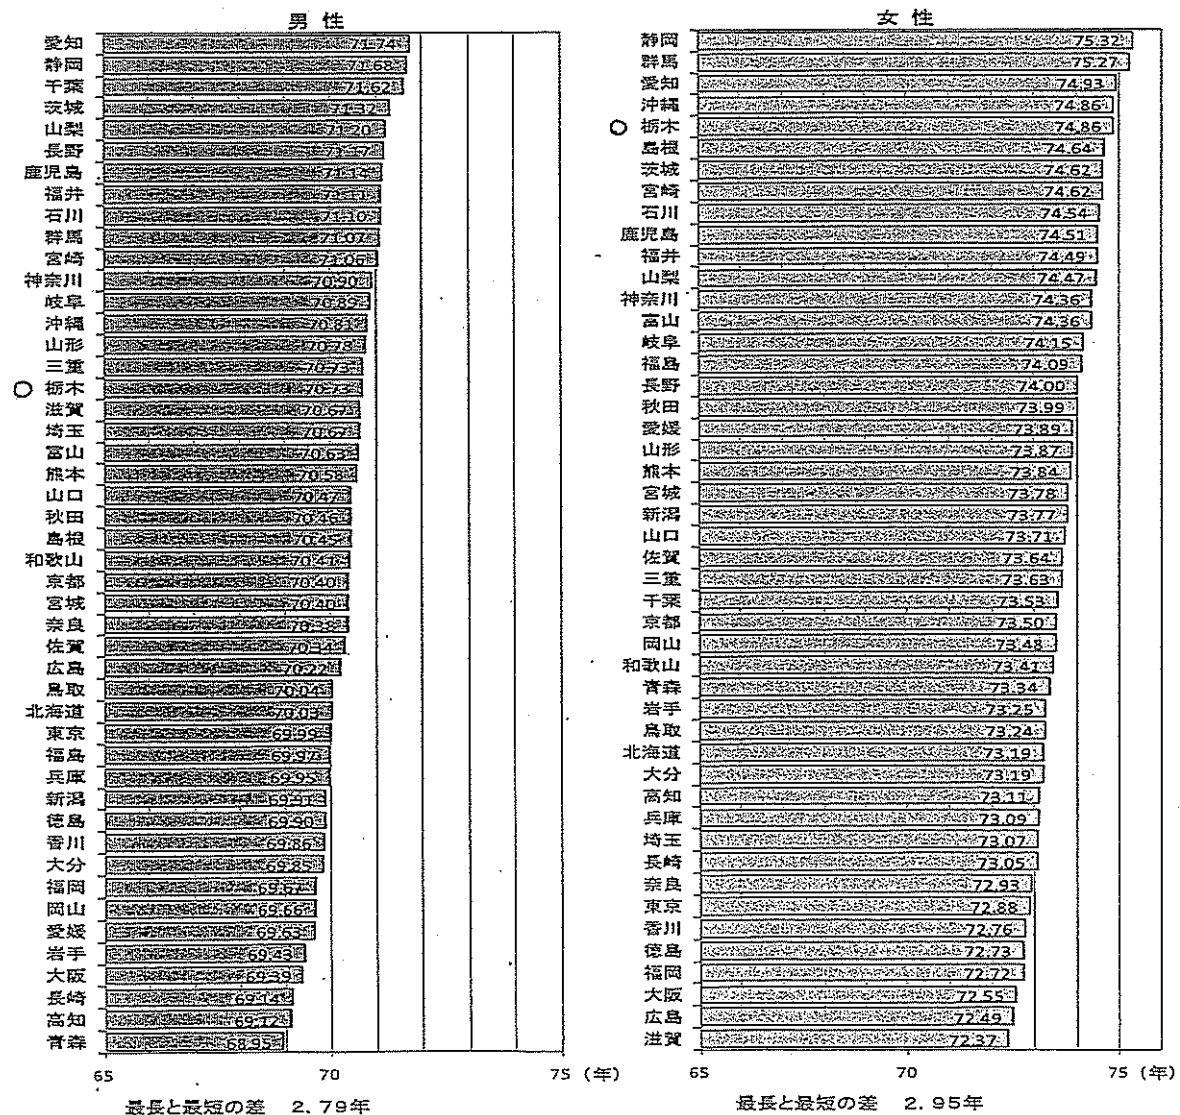 男性
愛知 71.74
静岡 71.68
千葉 71.62
茨城 71.32
山梨 71.20
長野 71.17
鹿児島 71.14
福井 71.11
石川 71.10
群馬 71.07
宮崎 71.06
神奈川 70.90
岐阜 70.89
沖縄 70.81
山形 70.78
三重 70.73
○ 栃木 70.73
滋賀 70.67
埼玉 70.67
富山 70.63
熊本 70.58
山口 70.47
秋田 70.46
島根 70.45
和歌山 70.41
京都 70.40
宮城 70.40
奈良 70.38
佐賀 70.34
広島 70.22
鳥取 70.04
北海道 70.03
東京 69.99
福島 69.97
兵庫 69.95
新潟 69.91
徳島 69.90
香川 69.86
大分 69.85
福岡 69.67
岡山 69.66
愛媛 69.63
岩手 69.43
大阪 69.39
長崎 69.14
高知 69.12
青森 68.95
65 70 75 (年)
最長と最短の差 2.79年
女性
静岡 75.32
群馬 75.27
愛知 74.93
沖縄 74.86
○ 栃木 74.86
島根 74.64
茨城 74.62
宮崎 74.62
石川 74.54
鹿児島 74.51
福井 74.49
山梨 74.47
神奈川 74.36
富山 74.36
岐阜 74.15
福島 74.09
長野 74.00
秋田 73.99
愛媛 73.89
山形 73.87
熊本 73.84
宮城 73.78
新潟 73.77
山口 73.71
佐賀 73.64
三重 73.63
千葉 73.53
京都 73.50
岡山 73.48
和歌山 73.41
青森 73.34
岩手 73.25
鳥取 73.24
北海道 73.19
大分 73.19
高知 73.11
兵庫 73.09
埼玉 73.07
長崎 73.05
奈良 72.93
東京 72.88
香川 72.76
徳島 72.73
福岡 72.72
大阪 72.55
広島 72.49
滋賀 72.37
65 70 75 (年)
最長と最短の差 2.95年